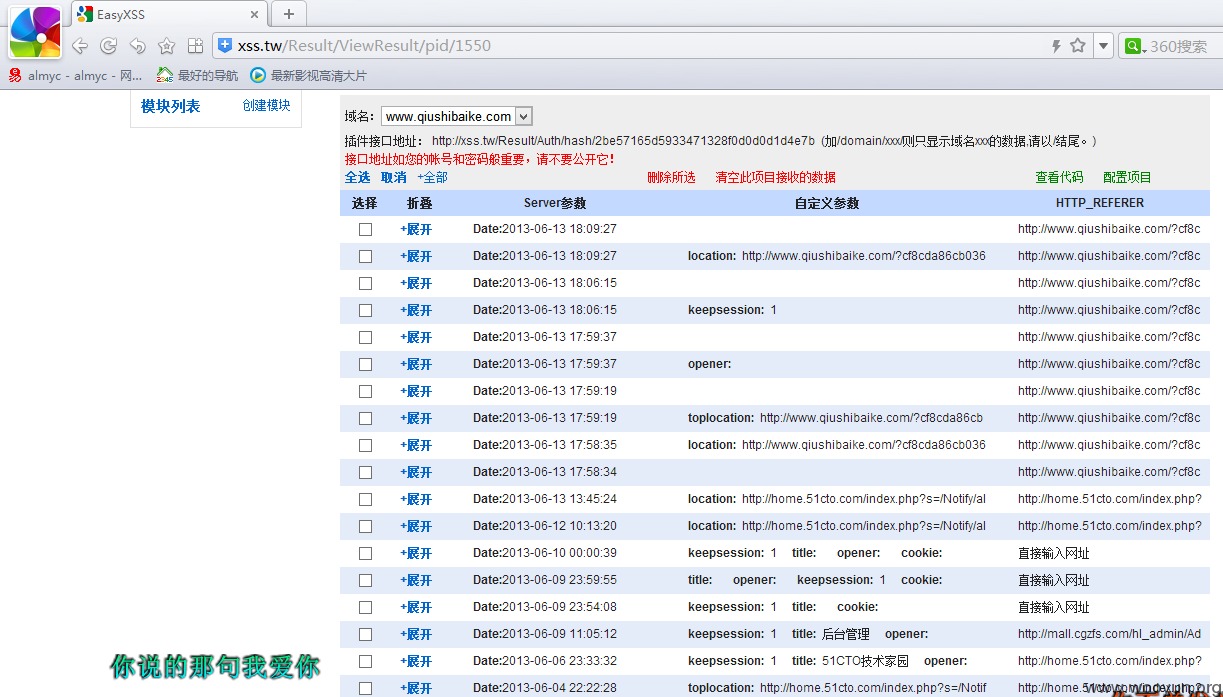 EasyXSS
xss.tw/Result/ViewResult/pid/1550
360搜索
almyc - almyc - 网... 最好的导航 最新影视高清大片
模块列表 创建模块
域名: www.qiushibaike.com
插件接口地址: http://xss.tw/Result/Auth/hash/2be57165d5933471328f0d0d0d1d4e7b (加/domain/xxx/则只显示域名xxx的数据,请以/结尾。)
接口地址如您的帐号和密码般重要，请不要公开它!
全选 取消 +全部 删除所选 清空此项目接收的数据 查看代码 配置项目
选择 折叠 Server参数 自定义参数 HTTP_REFERER
+展开 Date:2013-06-13 18:09:27 http://www.qiushibaike.com/?cf8c
+展开 Date:2013-06-13 18:09:27 location: http://www.qiushibaike.com/?cf8cda86cb036 http://www.qiushibaike.com/?cf8c
+展开 Date:2013-06-13 18:06:15 http://www.qiushibaike.com/?cf8c
+展开 Date:2013-06-13 18:06:15 keepsession: 1 http://www.qiushibaike.com/?cf8c
+展开 Date:2013-06-13 17:59:37 http://www.qiushibaike.com/?cf8c
+展开 Date:2013-06-13 17:59:37 opener: http://www.qiushibaike.com/?cf8c
+展开 Date:2013-06-13 17:59:19 http://www.qiushibaike.com/?cf8c
+展开 Date:2013-06-13 17:59:19 toplocation: http://www.qiushibaike.com/?cf8cda86cb http://www.qiushibaike.com/?cf8c
+展开 Date:2013-06-13 17:58:35 location: http://www.qiushibaike.com/?cf8cda86cb036 http://www.qiushibaike.com/?cf8c
+展开 Date:2013-06-13 17:58:34 http://www.qiushibaike.com/?cf8c
+展开 Date:2013-06-13 13:45:24 location: http://home.51cto.com/index.php?s=/Notify/al http://home.51cto.com/index.php?
+展开 Date:2013-06-12 10:13:20 location: http://home.51cto.com/index.php?s=/Notify/al http://home.51cto.com/index.php?
+展开 Date:2013-06-10 00:00:39 keepsession: 1 title: opener: cookie: 直接输入网址
+展开 Date:2013-06-09 23:59:55 title: opener: keepsession: 1 cookie: 直接输入网址
+展开 Date:2013-06-09 23:54:08 keepsession: 1 title: cookie: 直接输入网址
+展开 Date:2013-06-09 11:05:12 keepsession: 1 title: 后台管理 opener: http://mall.cgzfs.com/hl_admin/Ad
+展开 Date:2013-06-06 23:33:32 keepsession: 1 title: 51CTO技术家园 opener: http://home.51cto.com/index.php?
你说的那句我爱你
+展开 Date:2013-06-04 22:22:28 toplocation: http://home.51cto.com/index.php?s=/Notif